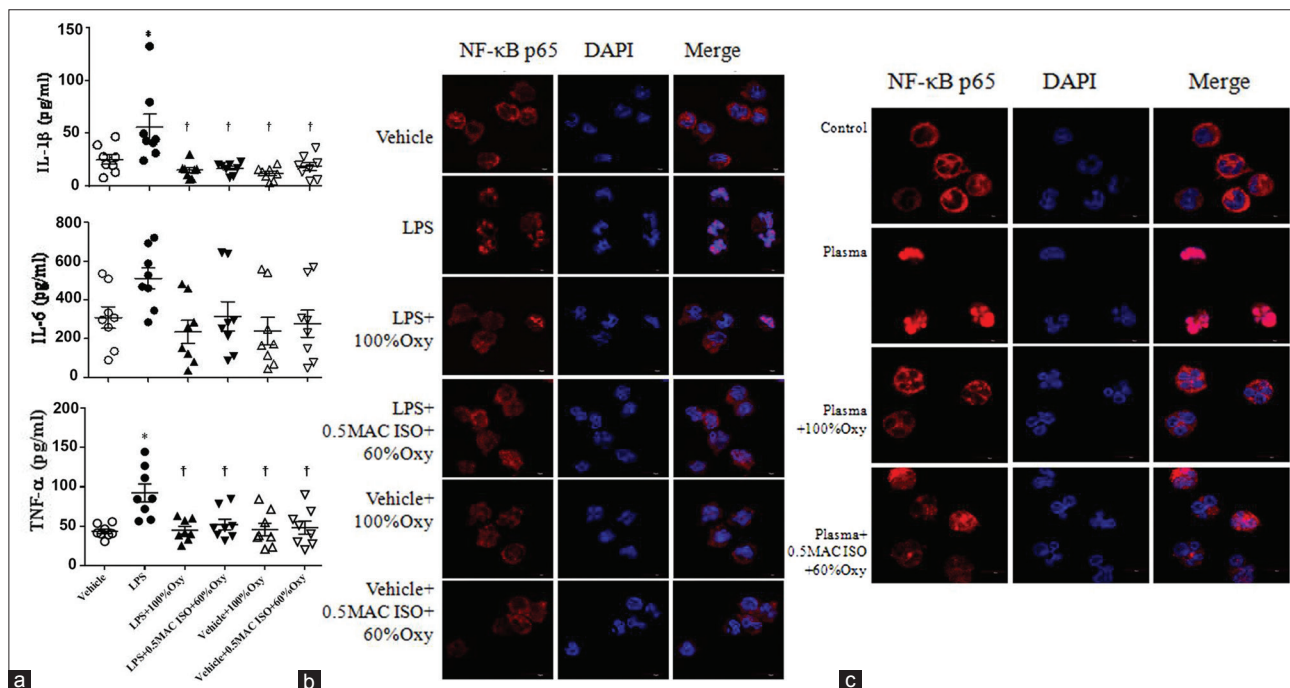 150
100
50
0
IL-1β (pg/ml)
*
† † † †
800
600
400
200
0
IL-6 (pg/ml)
200
150
100
50
0
TNF-α (pg/ml)
*
† † † †
Vehicle
LPS
LPS+100%Oxy
LPS+0.5MAC ISO+60%Oxy
Vehicle+100%Oxy
Vehicle+0.5MAC ISO+60%Oxy
a
NF-κB p65 DAPI Merge
Vehicle
LPS
LPS+
100%Oxy
LPS+
0.5MAC ISO+
60%Oxy
Vehicle+
100%Oxy
Vehicle+
0.5MAC ISO+
60%Oxy
b
NF-κB p65 DAPI Merge
Control
Plasma
Plasma
+100%Oxy
Plasma+
0.5MAC ISO
+60%Oxy
c